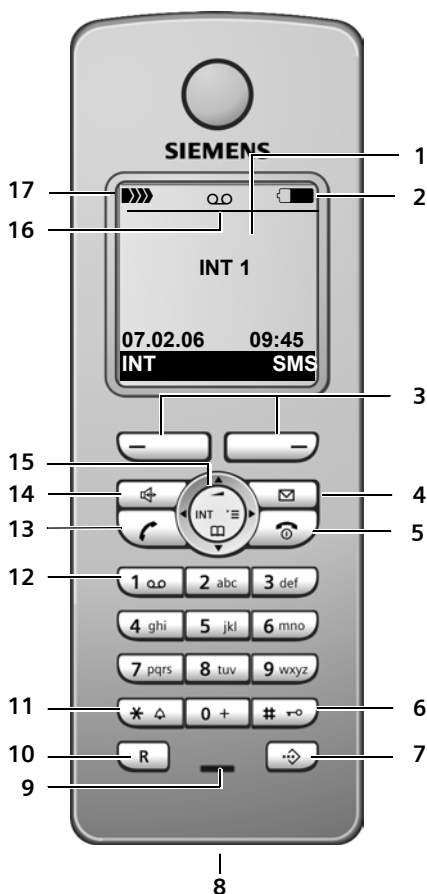 SIEMENS
1
17
2
16
INT 1
07.02.06 09:45
INT SMS
3
15
INT
14
4
13
5
12
1 2 abc 3 def
4 ghi 5 jkl 6 mno
7 pqrs 8 tuv 9 wxyz
11
* 0 + #
6
10
R
7
9
8